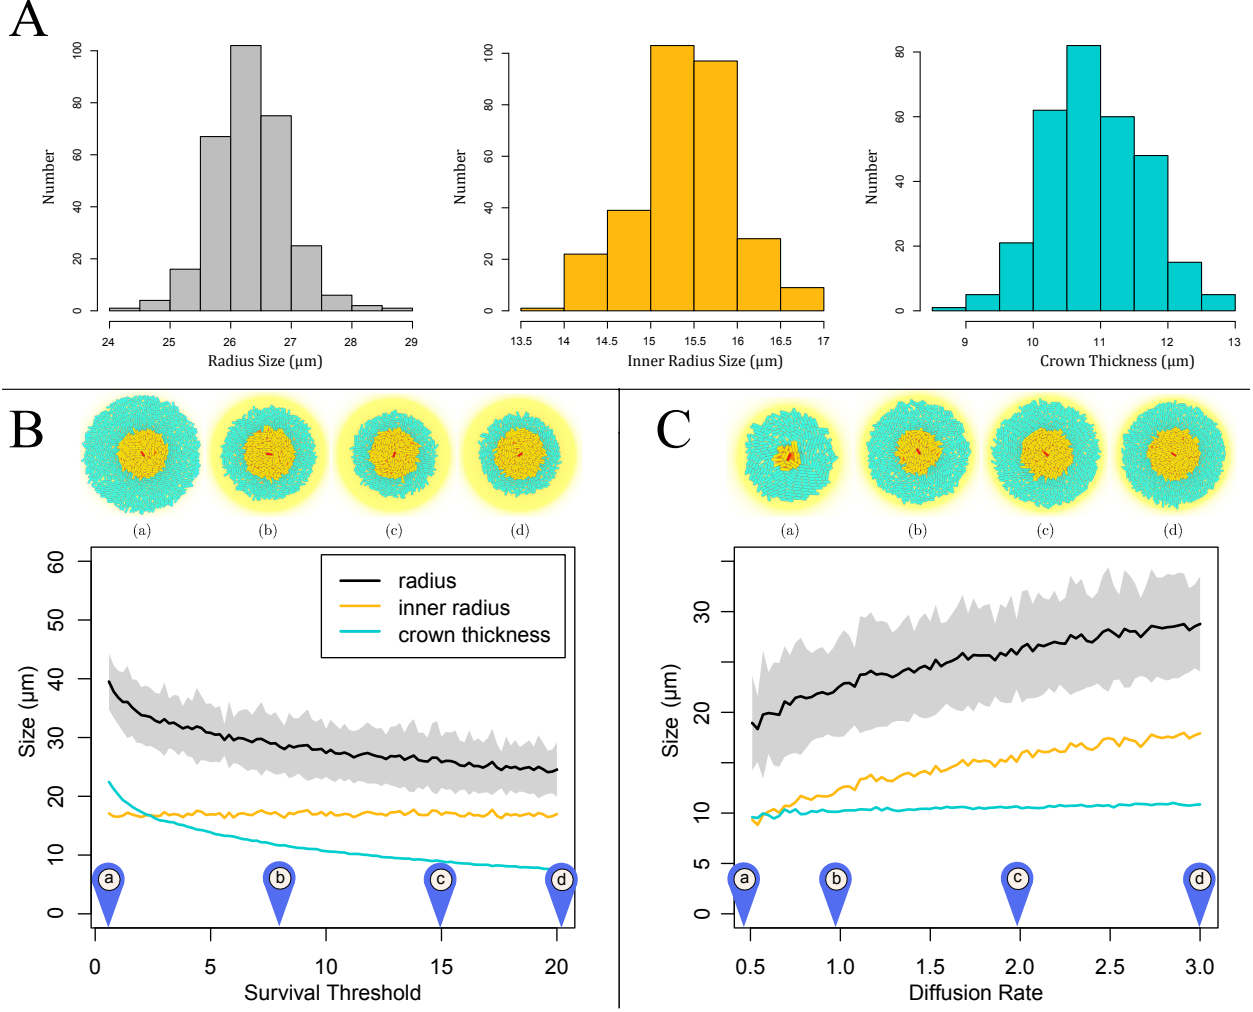 A
Number
0 20 40 60 80 100
24 25 26 27 28 29
Radius Size (μm)
Number
0 20 40 60 80 100
13.5 14 14.5 15 15.5 16 16.5 17
Inner Radius Size (μm)
Number
0 20 40 60 80
9 10 11 12 13
Crown Thickness (μm)
B
(a) (b) (c) (d)
Size (μm)
0 10 20 30 40 50 60
radius
inner radius
crown thickness
a b c d
0 5 10 15 20
Survival Threshold
C
(a) (b) (c) (d)
Size (μm)
0 5 10 20 30
a b c d
0.5 1.0 1.5 2.0 2.5 3.0
Diffusion Rate